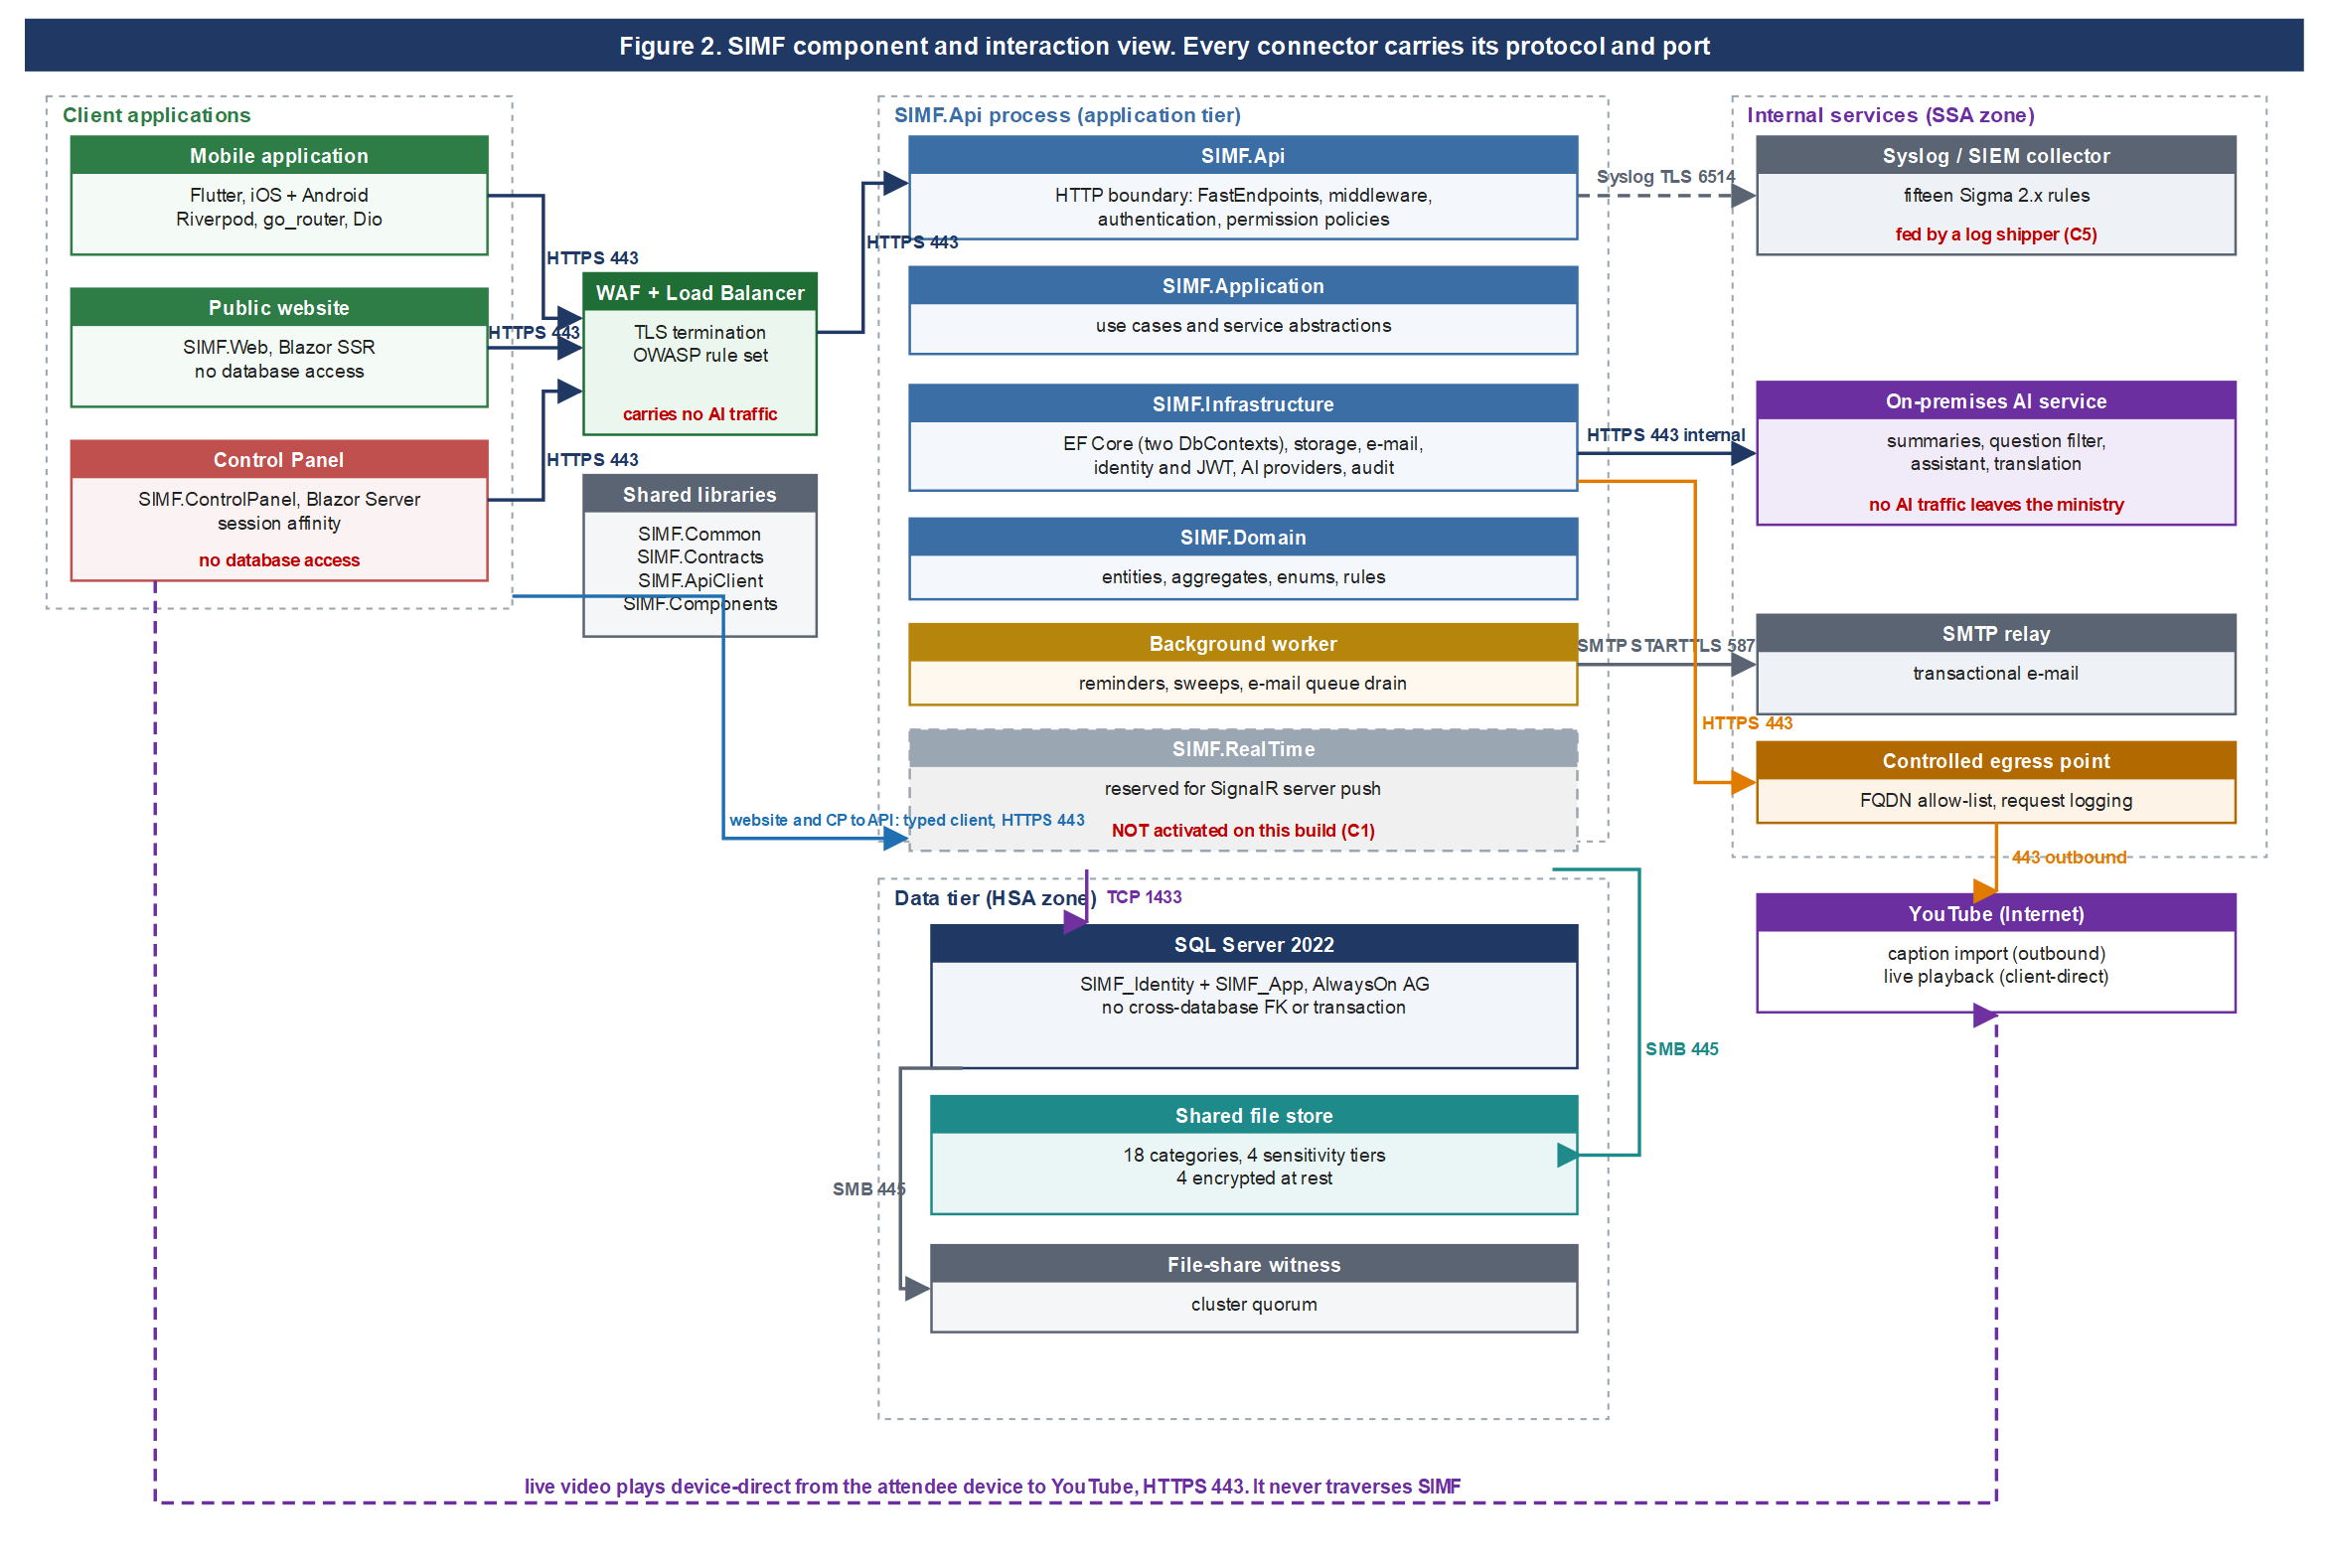 Figure 2. SIMF component and interaction view. Every connector carries its protocol and port
Client applications
Mobile application
Flutter, iOS + Android
Riverpod, go_router, Dio
HTTPS 443
Public website
SIMF.Web, Blazor SSR
no database access
HTTPS 443
Control Panel
SIMF.ControlPanel, Blazor Server
session affinity
no database access
HTTPS 443
WAF + Load Balancer
TLS termination
OWASP rule set
carries no AI traffic
Shared libraries
SIMF.Common
SIMF.Contracts
SIMF.ApiClient
SIMF.Components
HTTPS 443
SIMF.Api process (application tier)
SIMF.Api
HTTP boundary: FastEndpoints, middleware,
authentication, permission policies
SIMF.Application
use cases and service abstractions
SIMF.Infrastructure
EF Core (two DbContexts), storage, e-mail,
identity and JWT, AI providers, audit
SIMF.Domain
entities, aggregates, enums, rules
Background worker
reminders, sweeps, e-mail queue drain
SIMF.RealTime
reserved for SignalR server push
NOT activated on this build (C1)
website and CP to API: typed client, HTTPS 443
Syslog TLS 6514
HTTPS 443 internal
SMTP STARTTLS 587
HTTPS 443
Internal services (SSA zone)
Syslog / SIEM collector
fifteen Sigma 2.x rules
fed by a log shipper (C5)
On-premises AI service
summaries, question filter,
assistant, translation
no AI traffic leaves the ministry
SMTP relay
transactional e-mail
Controlled egress point
FQDN allow-list, request logging
443 outbound
YouTube (Internet)
caption import (outbound)
live playback (client-direct)
Data tier (HSA zone)
TCP 1433
SQL Server 2022
SIMF_Identity + SIMF_App, AlwaysOn AG
no cross-database FK or transaction
SMB 445
Shared file store
18 categories, 4 sensitivity tiers
4 encrypted at rest
SMB 445
File-share witness
cluster quorum
live video plays device-direct from the attendee device to YouTube, HTTPS 443. It never traverses SIMF